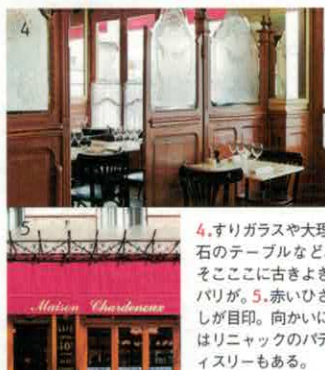 4
5
Maison Chardenoux
4.すりガラスや大理
石のテーブルなど、
そこここに古きよき
パリが。5.赤いひさ
しが目印。向かいに
はリニャックのパテ
ィスリーもある。